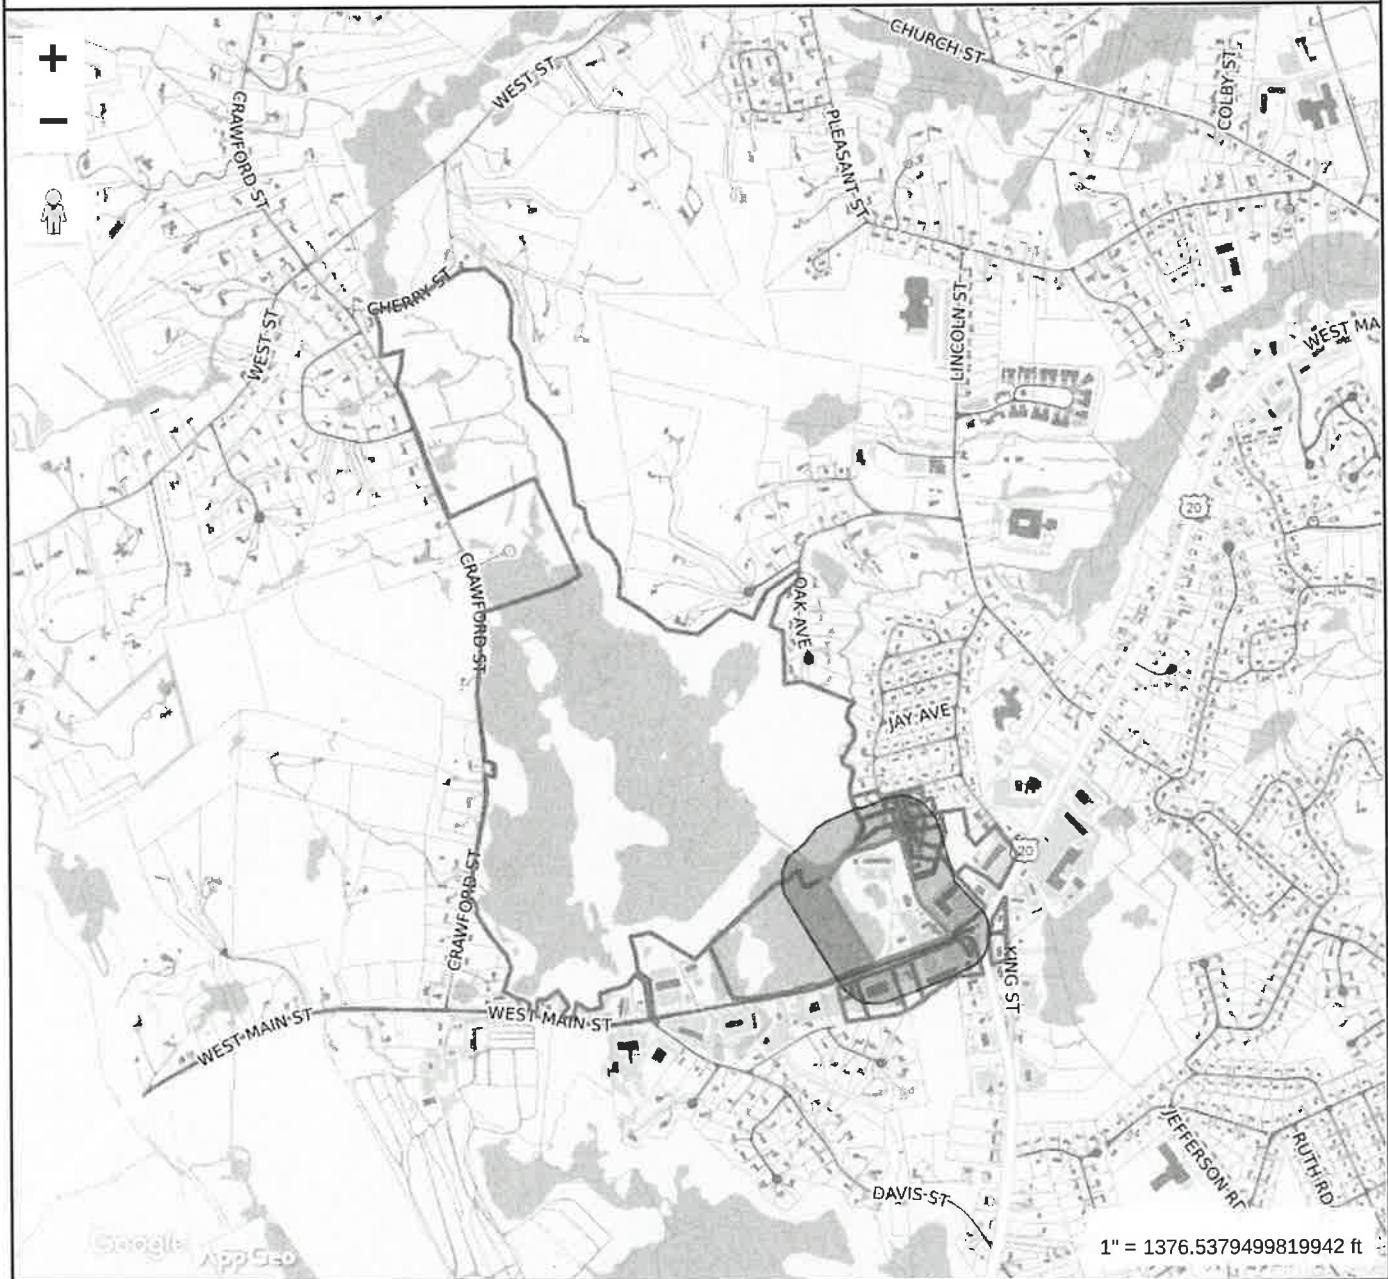 +
−
CHURCH ST
COLBY ST
WEST ST
CRAWFORD ST
PLEASANT ST
CHERRY ST
LINCOLN ST
WEST ST
WEST MA
20
CRAWFORD ST
OAK AVE
JAY AVE
20
CRAWFORD ST
KING ST
WEST MAIN ST
WEST MAIN ST
JEFFERSON RD
RUTH RD
DAVIS ST
Google
AppGeo
1" = 1376.5379499819942 ft